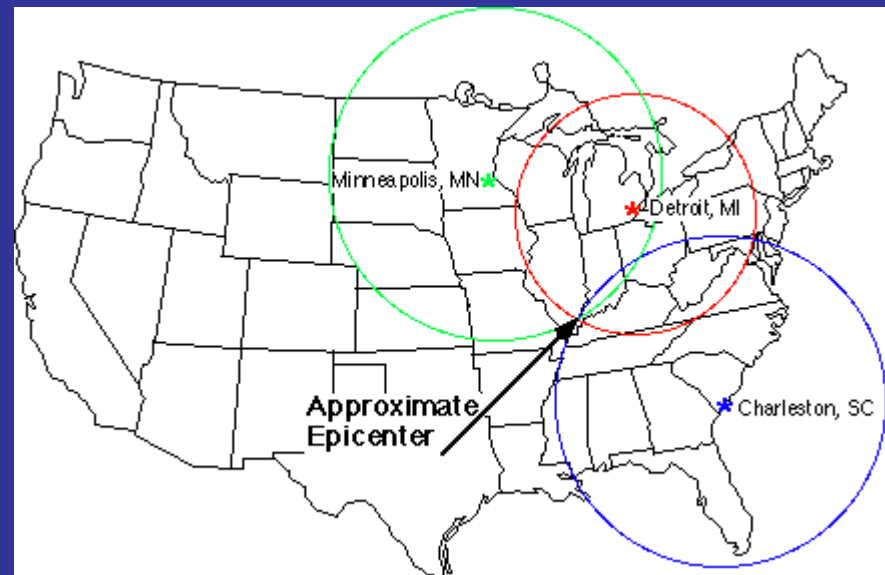 Minneapolis, MN
Detroit, MI
Approximate
Epicenter
Charleston, SC